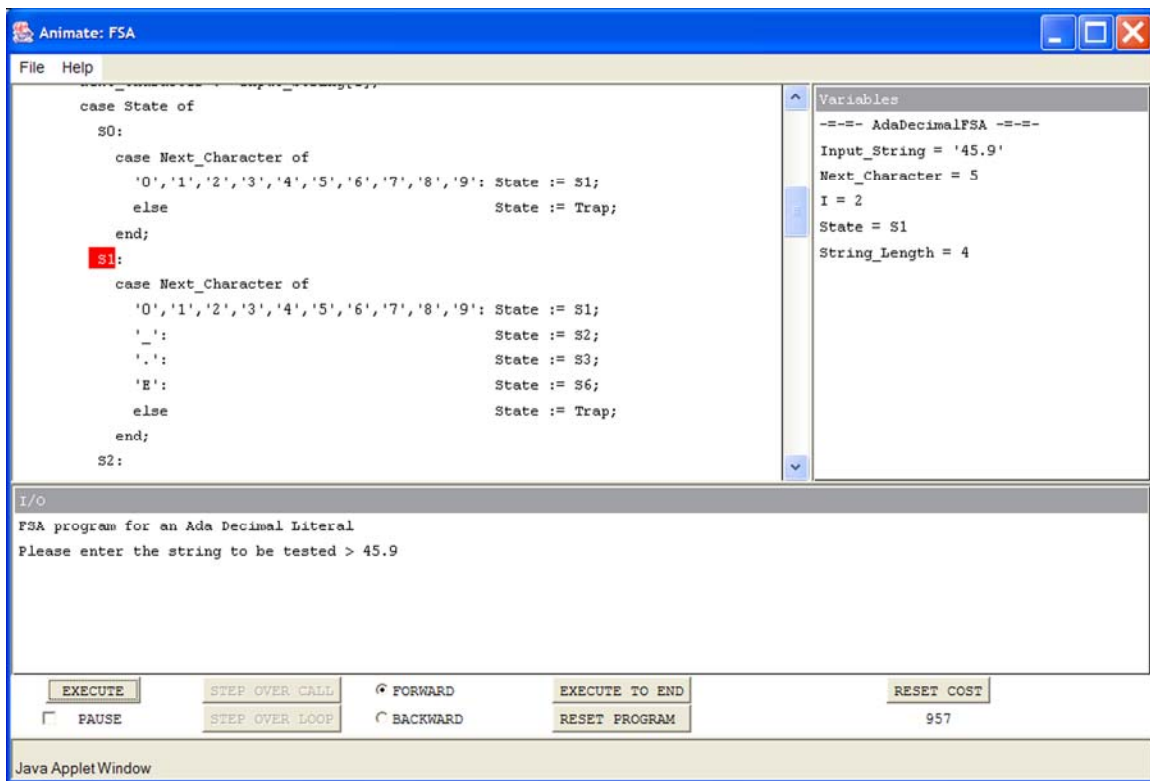 Animate: FSA
File Help
case State of
S0:
case Next_Character of
'0','1','2','3','4','5','6','7','8','9': State := S1;
else State := Trap;
end;
S1:
case Next_Character of
'0','1','2','3','4','5','6','7','8','9': State := S1;
'_': State := S2;
'.': State := S3;
'E': State := S6;
else State := Trap;
end;
S2:
Variables
-=-=- AdaDecimalFSA -=-=-
Input_String = '45.9'
Next_Character = 5
I = 2
State = S1
String_Length = 4
I/O
FSA program for an Ada Decimal Literal
Please enter the string to be tested > 45.9
EXECUTE STEP OVER CALL FORWARD EXECUTE TO END RESET COST
PAUSE STEP OVER LOOP BACKWARD RESET PROGRAM 957
Java Applet Window